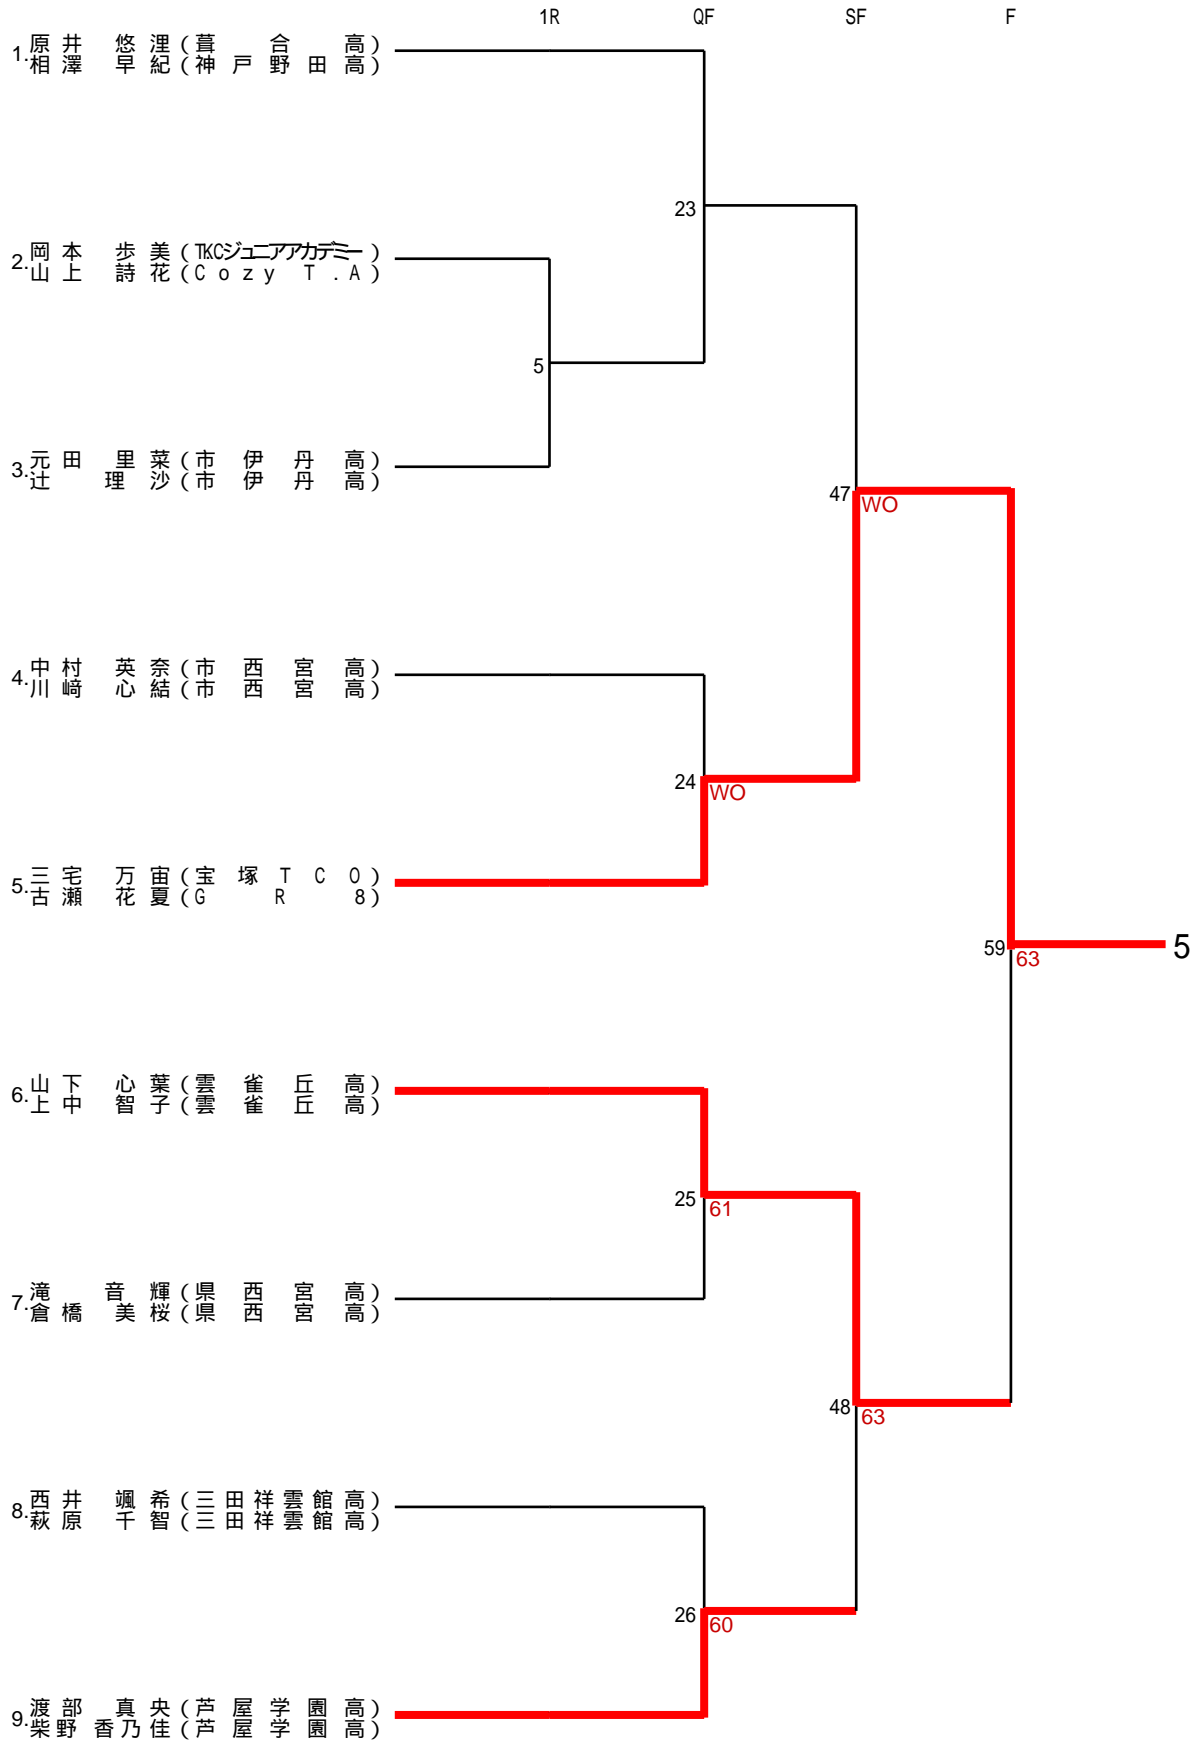 1R QF SF F
1. 原井 悠浬(葺合高)
相澤 早紀(神戸野田高)
23
2. 岡本 歩美(TKCジュニアアカデミー)
山上 詩花(Cozy T.A)
5
3. 元田 里菜(市伊丹高)
辻 理沙(市伊丹高)
47 WO
4. 中村 英奈(市西宮高)
川﨑 心結(市西宮高)
24 WO
5. 三宅 万宙(宝塚TCO)
古瀬 花夏(GR8)
59 63 5
6. 山下 心葉(雲雀丘高)
上中 智子(雲雀丘高)
25 61
7. 滝 音輝(県西宮高)
倉橋 美桜(県西宮高)
48 63
8. 西井 颯希(三田祥雲館高)
萩原 千智(三田祥雲館高)
26 60
9. 渡部 真央(芦屋学園高)
柴野 香乃佳(芦屋学園高)